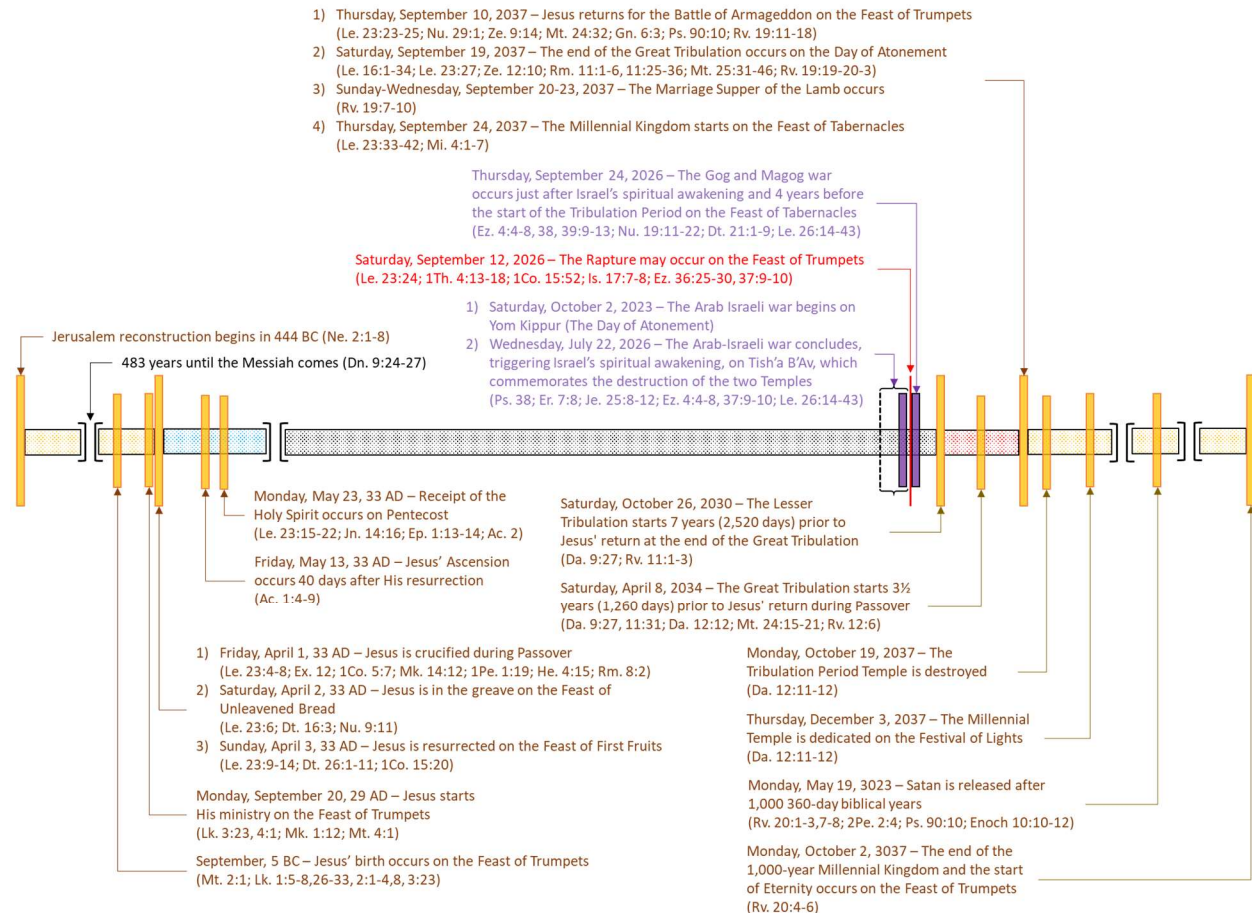 1) Thursday, September 10, 2037 – Jesus returns for the Battle of Armageddon on the Feast of Trumpets
(Le. 23:23-25; Nu. 29:1; Ze. 9:14; Mt. 24:32; Gn. 6:3; Ps. 90:10; Rv. 19:11-18)
2) Saturday, September 19, 2037 – The end of the Great Tribulation occurs on the Day of Atonement
(Le. 16:1-34; Le. 23:27; Ze. 12:10; Rm. 11:1-6, 11:25-36; Mt. 25:31-46; Rv. 19:19-20-3)
3) Sunday-Wednesday, September 20-23, 2037 – The Marriage Supper of the Lamb occurs
(Rv. 19:7-10)
4) Thursday, September 24, 2037 – The Millennial Kingdom starts on the Feast of Tabernacles
(Le. 23:33-42; Mi. 4:1-7)
Thursday, September 24, 2026 – The Gog and Magog war
occurs just after Israel's spiritual awakening and 4 years before
the start of the Tribulation Period on the Feast of Tabernacles
(Ez. 4:4-8, 38, 39:9-13; Nu. 19:11-22; Dt. 21:1-9; Le. 26:14-43)
Saturday, September 12, 2026 – The Rapture may occur on the Feast of Trumpets
(Le. 23:24; 1Th. 4:13-18; 1Co. 15:52; Is. 17:7-8; Ez. 36:25-30, 37:9-10)
1) Saturday, October 2, 2023 – The Arab Israeli war begins on
Yom Kippur (The Day of Atonement)
2) Wednesday, July 22, 2026 – The Arab-Israeli war concludes,
triggering Israel's spiritual awakening, on Tish'a B'Av, which
commemorates the destruction of the two Temples
(Ps. 38; Er. 7:8; Je. 25:8-12; Ez. 4:4-8, 37:9-10; Le. 26:14-43)
Jerusalem reconstruction begins in 444 BC (Ne. 2:1-8)
483 years until the Messiah comes (Dn. 9:24-27)
Monday, May 23, 33 AD – Receipt of the
Holy Spirit occurs on Pentecost
(Le. 23:15-22; Jn. 14:16; Ep. 1:13-14; Ac. 2)
Friday, May 13, 33 AD – Jesus' Ascension
occurs 40 days after His resurrection
(Ac. 1:4-9)
Saturday, October 26, 2030 – The Lesser
Tribulation starts 7 years (2,520 days) prior to
Jesus' return at the end of the Great Tribulation
(Da. 9:27; Rv. 11:1-3)
Saturday, April 8, 2034 – The Great Tribulation starts 3½
years (1,260 days) prior to Jesus' return during Passover
(Da. 9:27, 11:31; Da. 12:12; Mt. 24:15-21; Rv. 12:6)
1) Friday, April 1, 33 AD – Jesus is crucified during Passover
(Le. 23:4-8; Ex. 12; 1Co. 5:7; Mk. 14:12; 1Pe. 1:19; He. 4:15; Rm. 8:2)
2) Saturday, April 2, 33 AD – Jesus is in the greave on the Feast of
Unleavened Bread
(Le. 23:6; Dt. 16:3; Nu. 9:11)
3) Sunday, April 3, 33 AD – Jesus is resurrected on the Feast of First Fruits
(Le. 23:9-14; Dt. 26:1-11; 1Co. 15:20)
Monday, September 20, 29 AD – Jesus starts
His ministry on the Feast of Trumpets
(Lk. 3:23, 4:1; Mk. 1:12; Mt. 4:1)
September, 5 BC – Jesus' birth occurs on the Feast of Trumpets
(Mt. 2:1; Lk. 1:5-8,26-33, 2:1-4,8, 3:23)
Monday, October 19, 2037 – The
Tribulation Period Temple is destroyed
(Da. 12:11-12)
Thursday, December 3, 2037 – The Millennial
Temple is dedicated on the Festival of Lights
(Da. 12:11-12)
Monday, May 19, 3023 – Satan is released after
1,000 360-day biblical years
(Rv. 20:1-3,7-8; 2Pe. 2:4; Ps. 90:10; Enoch 10:10-12)
Monday, October 2, 3037 – The end of the
1,000-year Millennial Kingdom and the start
of Eternity occurs on the Feast of Trumpets
(Rv. 20:4-6)